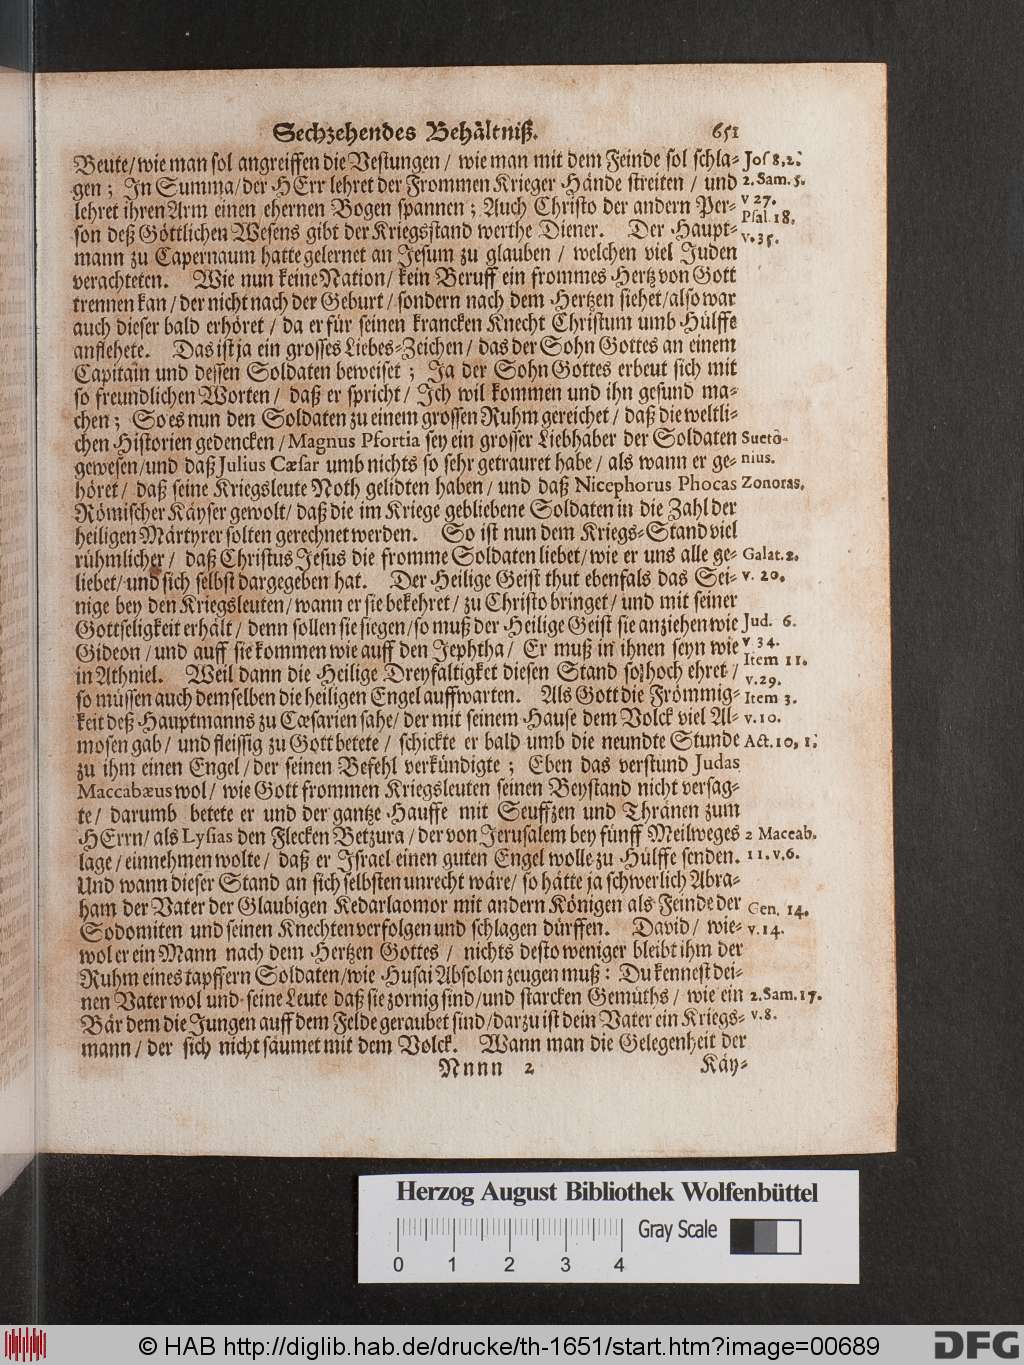 Sechzehendes Behältniß. 651
Beute/ wie man sol angreiffen die Vestungen / wie man mit dem Feinde sol schla= Jos 8, 2.
gen ; In Summa/ der HErr lehret der Frommen Krieger Hände streiten / und 2. Sam. 5.
lehret ihren Arm einen ehernen Bogen spannen ; Auch Christo der andern Per= v 27.
Psal. 18.
son deß Göttlichen Wesens gibt der Kriegsstand werthe Diener. Der Haupt= v. 35.
mann zu Capernaum hatte gelernet an Jesum zu glauben / welchen viel Juden
verachteten. Wie nun keine Nation/ kein Beruff ein frommes Hertz von Gott
trennen kan / der nicht nach der Geburt / sondern nach dem Hertzen siehet/ also war
auch dieser bald erhöret / da er für seinen krancken Knecht Christum umb Hülffe
anflehete. Das ist ja ein grosses Liebes=Zeichen/ das der Sohn Gottes an einem
Capitain und dessen Soldaten beweiset ; Ja der Sohn Gottes erbeut sich mit
so freundlichen Worten / daß er spricht / Ich wil kommen und ihn gesund ma=
chen ; So es nun den Soldaten zu einem grossen Ruhm gereichet / daß die weltli=
chen Historien gedencken / Magnus Pfortia sey ein grosser Liebhaber der Soldaten Sueto-
gewesen/ und daß Julius Cæsar umb nichts so sehr getrauret habe / als wann er ge= nius.
höret / daß seine Kriegsleute Noth gelidten haben / und daß Nicephorus Phocas Zonoras.
Römischer Käyser gewolt/ daß die im Kriege gebliebene Soldaten in die Zahl der
heiligen Märtyrer solten gerechnet werden. So ist nun dem Kriegs=Stand viel
rühmlicher / daß Christus Jesus die fromme Soldaten liebet/ wie er uns alle ge= Galat. 2.
liebet/ und sich selbst dargegeben hat. Der Heilige Geist thut ebenfals das Sei= v. 20.
nige bey den Kriegsleuten / wann er sie bekehret / zu Christo bringet / und mit seiner
Gottseligkeit erhält / denn sollen sie siegen/ so muß der Heilige Geist sie anziehen wie Jud. 6.
Gideon / und auff sie kommen wie auff den Jephtha / Er muß in ihnen seyn wie v 34.
Item 11.
in Athniel. Weil dann die Heilige Dreyfaltigket diesen Stand so hoch ehret / v. 29.
so müssen auch demselben die heiligen Engel auffwarten. Als Gott die Frömmig= Item 3.
keit deß Hauptmanns zu Cæsarien sahe/ der mit seinem Hause dem Volck viel Al= v. 10.
mosen gab / und fleissig zu Gott betete / schickte er bald umb die neundte Stunde Act. 10, 1.
zu ihm einen Engel / der seinen Befehl verkündigte ; Eben das verstund Judas
Maccabæus wol / wie Gott frommen Kriegsleuten seinen Beystand nicht versag=
te / darumb betete er und der gantze Hauffe mit Seuffzen und Thränen zum
HErrn/ als Lysias den Flecken Betzura / der von Jerusalem bey fünff Meilweges 2 Maccab.
lage / einnehmen wolte / daß er Israel einen guten Engel wolle zu Hülffe senden. 11. v. 6.
Und wann dieser Stand an sich selbsten unrecht wäre/ so hätte ja schwerlich Abra=
ham der Vater der Glaubigen Kedarlaomor mit andern Königen als Feinde der Gen. 14.
Sodomiten und seinen Knechten verfolgen und schlagen dürffen. David / wie= v. 14.
wol er ein Mann nach dem Hertzen Gottes / nichts desto weniger bleibt ihm der
Ruhm eines tapffern Soldaten/ wie Husai Absolon zeugen muß : Du kennest dei=
nen Vater wol und seine Leute daß sie zornig sind / und starcken Gemüths / wie ein 2. Sam. 17.
Bär dem die Jungen auff dem Felde geraubet sind / darzu ist dein Vater ein Kriegs= v. 8.
mann / der sich nicht säumet mit dem Volck. Wann man die Gelegenheit der
Nnnn 2 Käy=
Herzog August Bibliothek Wolfenbüttel
Gray Scale
0 1 2 3 4
© HAB http://diglib.hab.de/drucke/th-1651/start.htm?image=00689
DFG